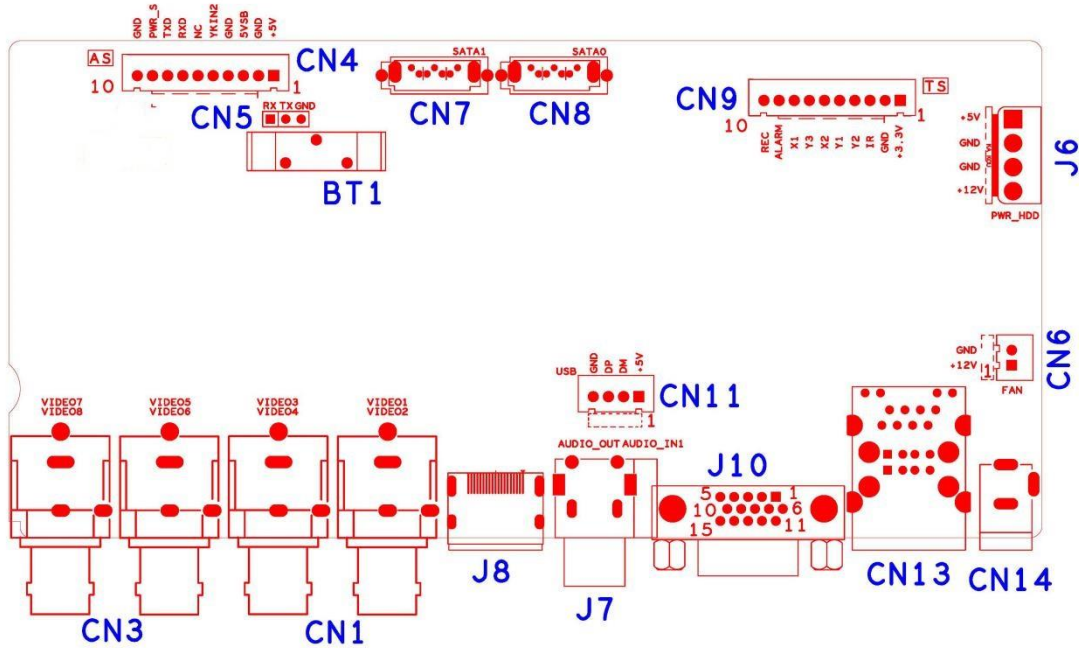 GND PWR_S TXD RXD NC YKIN2 GND 5VSB GND +5V
AS
10
1
CN4
SATA1
SATA0
CN7
CN8
CN9
TS
10
1
REC ALARM X1 Y3 X2 Y1 Y2 IR GND +3.3V
CN5
RX TX GND
BT1
+5V
GND
GND
+12V
PWR_HDD
J6
GND
+12V
1
FAN
CN6
USB
GND DP DM +5V
CN11
1
VIDEO7
VIDEO8
VIDEO5
VIDEO6
VIDEO3
VIDEO4
VIDEO1
VIDEO2
AUDIO_OUT AUDIO_IN1
J10
5
1
10
6
15
11
CN3
CN1
J8
J7
CN13
CN14